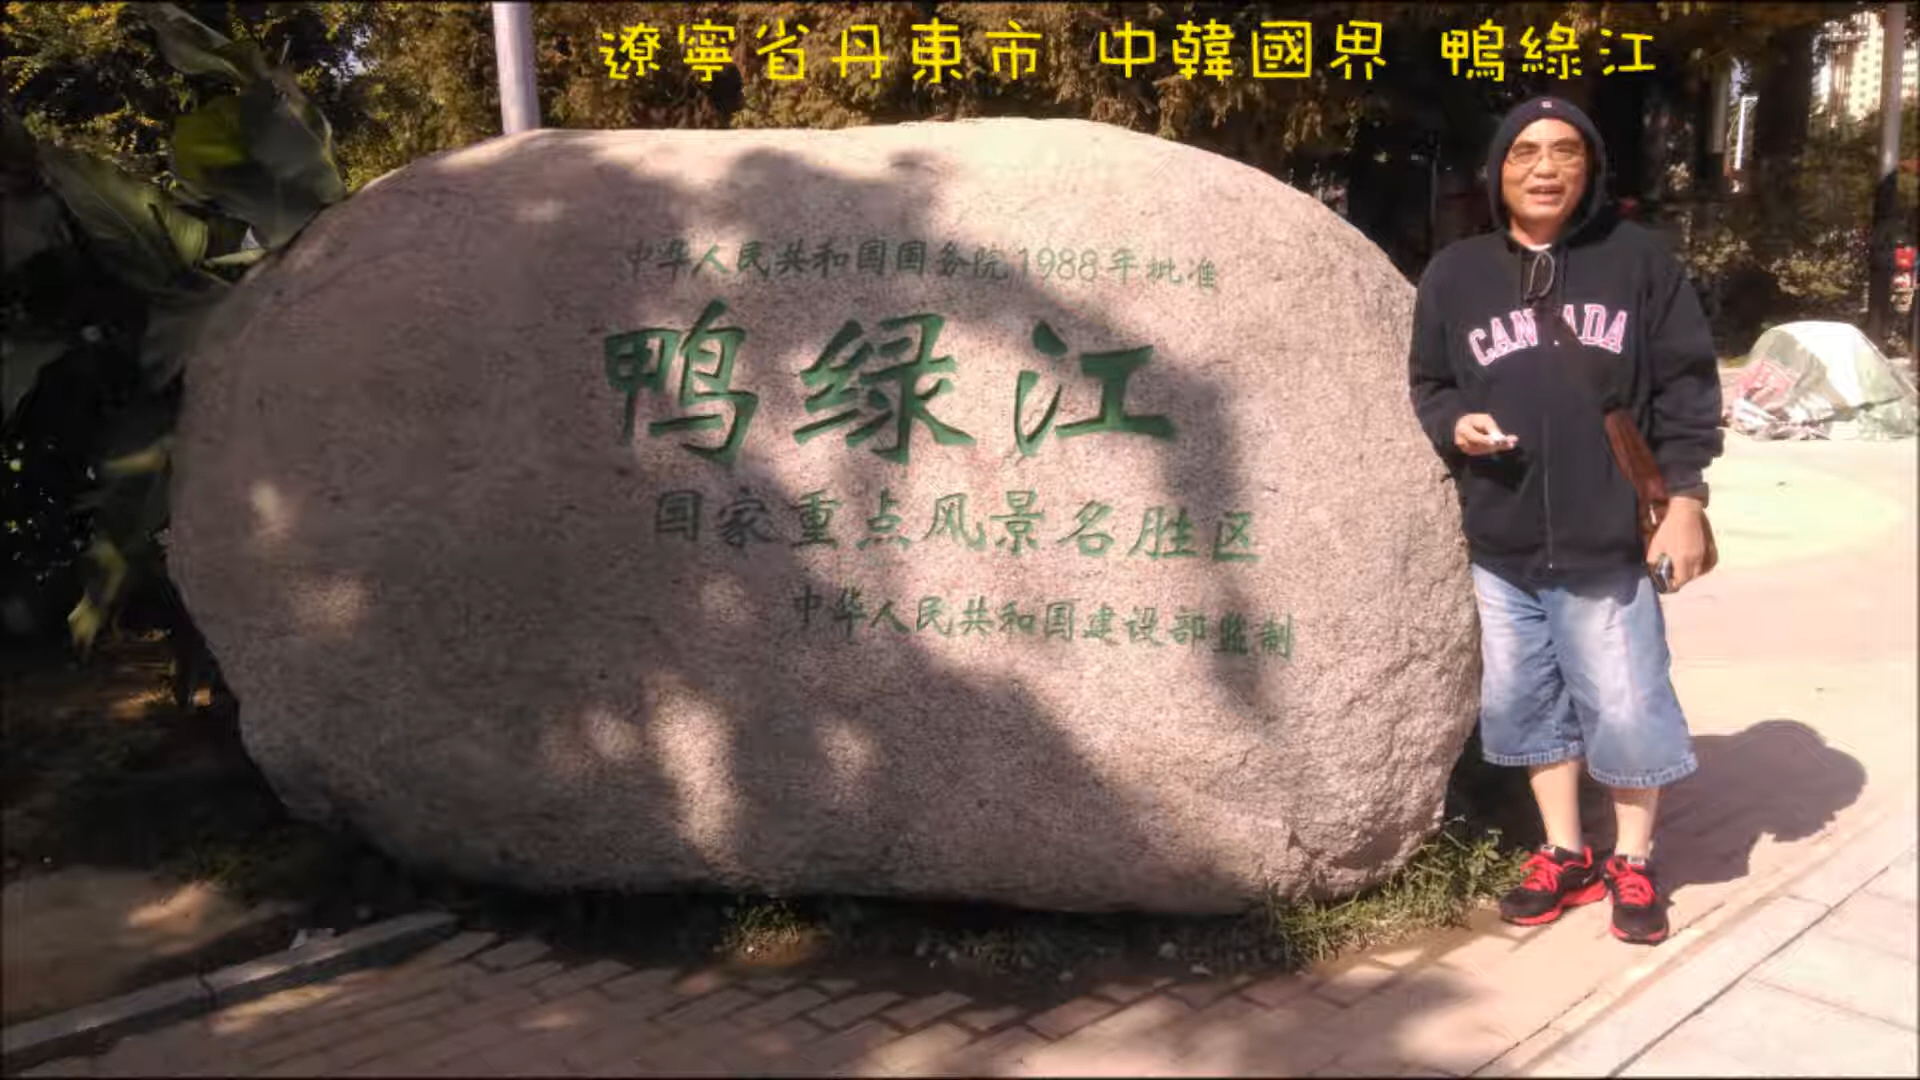 遼寧省丹東市 中韓國界 鴨綠江
中华人民共和国国务院1988年批准
鸭绿江
国家重点风景名胜区
中华人民共和国建设部监制
CANADA